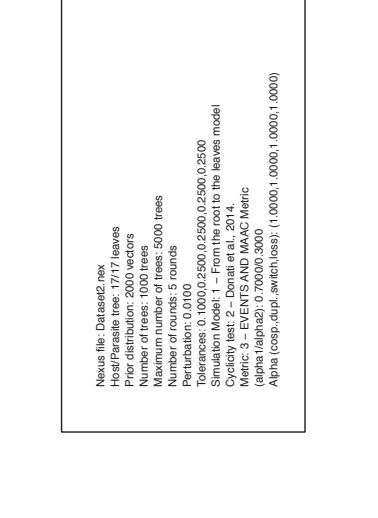 Nexus file: Dataset2.nex
Host/Parasite tree: 17/17 leaves
Prior distribution: 2000 vectors
Number of trees: 1000 trees
Maximum number of trees: 5000 trees
Number of rounds: 5 rounds
Perturbation: 0.0100
Tolerances: 0.1000,0.2500,0.2500,0.2500,0.2500
Simulation Model: 1 − From the root to the leaves model
Cyclicity test: 2 − Donati et al., 2014.
Metric: 3 − EVENTS AND MAAC Metric
(alpha1/alpha2): 0.7000/0.3000
Alpha (cosp.,dupl.,switch,loss): (1.0000,1.0000,1.0000,1.0000)